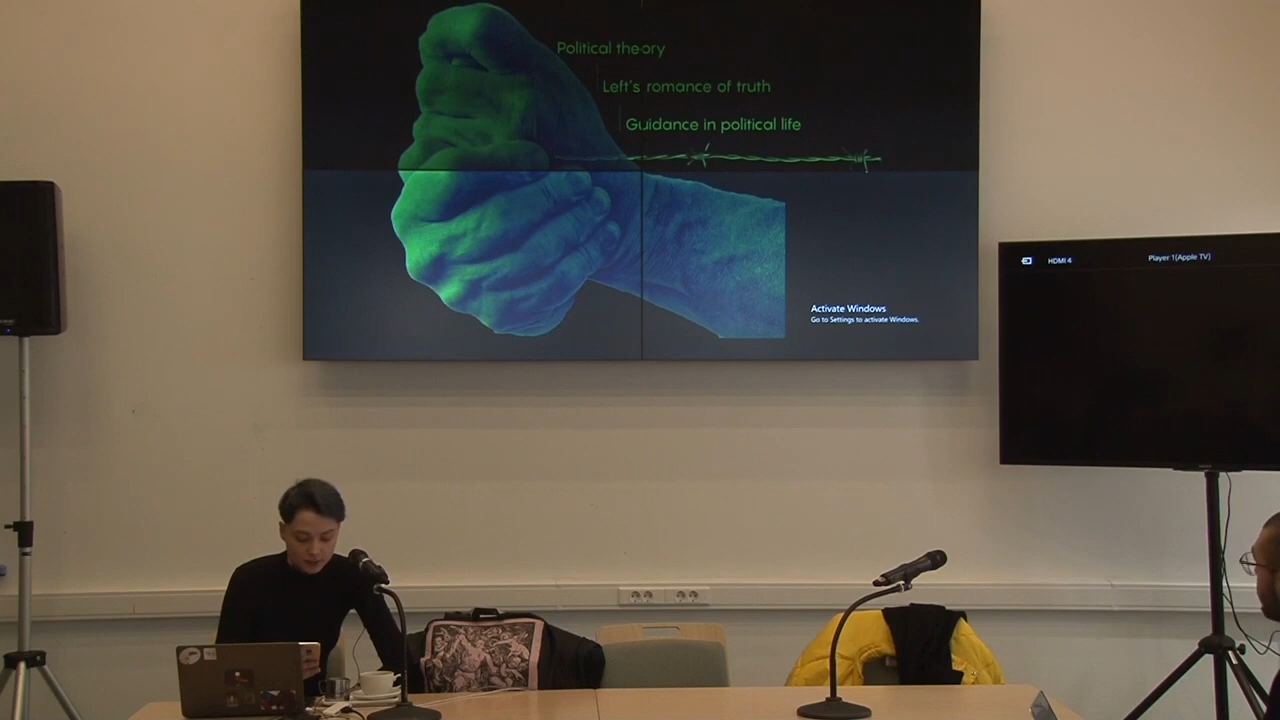 Political theory
Left's romance of truth
Guidance in political life
Activate Windows
Go to Settings to activate Windows.
HDMI 4
Player 1(Apple TV)